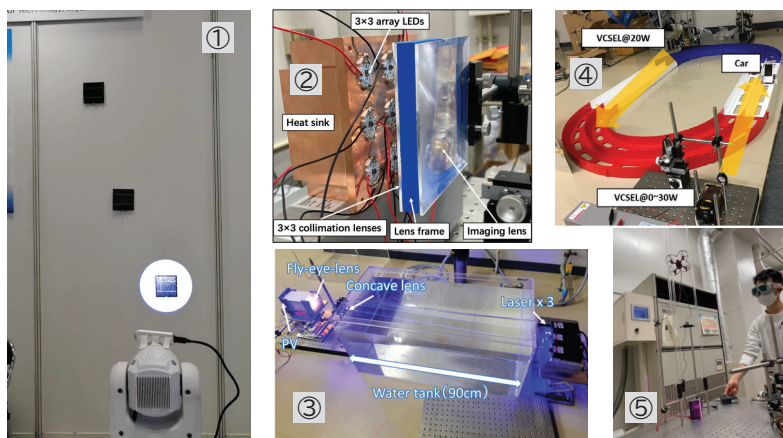 ①
②
3×3 array LEDs
Heat sink
3×3 collimation lenses
Lens frame
Imaging lens
③
Fly-eye-lens
Concave lens
PV
Laser x 3
Water tank(90cm)
④
VCSEL@20W
Car
VCSEL@0~30W
⑤